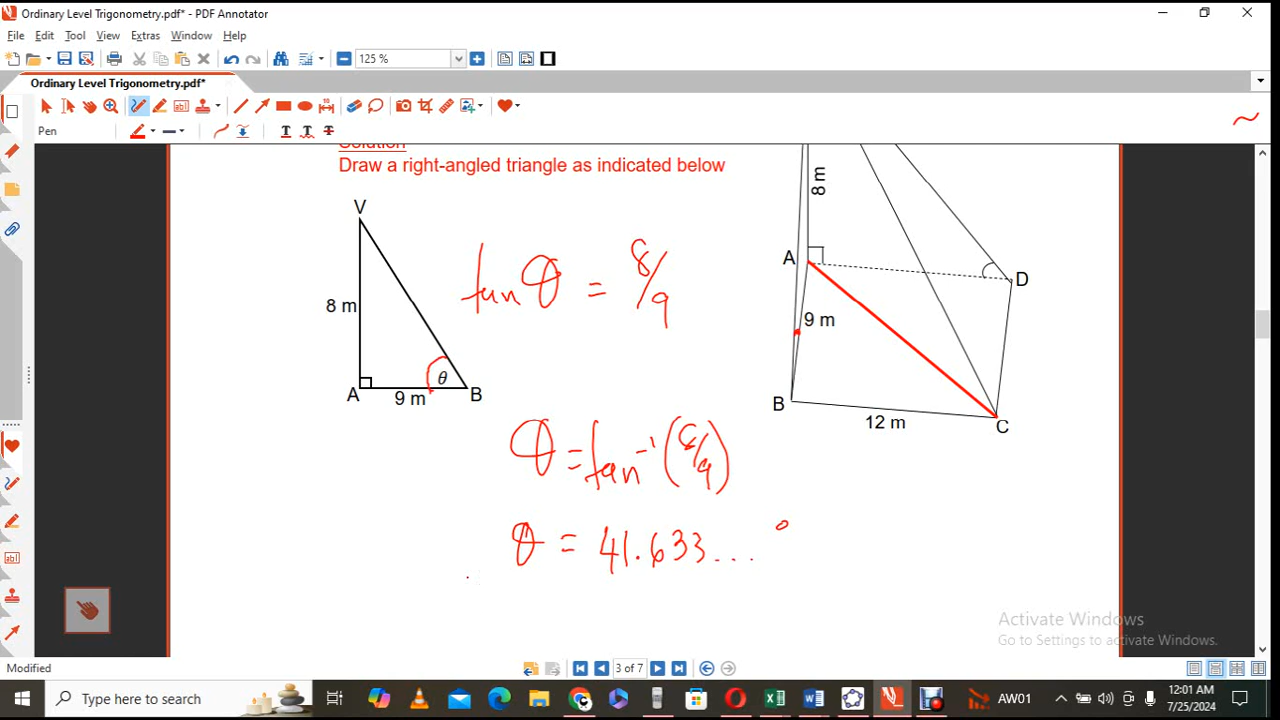 Ordinary Level Trigonometry.pdf* - PDF Annotator
File Edit Tool View Extras Window Help
125 %
Ordinary Level Trigonometry.pdf*
Pen
Solution
Draw a right-angled triangle as indicated below
V
8 m
A
9 m
θ
B
tan θ = 8/9
θ = tan⁻¹ (8/9)
θ = 41.633... °
8 m
A
D
9 m
B
12 m
C
Activate Windows
Go to Settings to activate Windows.
3 of 7
Modified
Type here to search
AW01
12:01 AM
7/25/2024